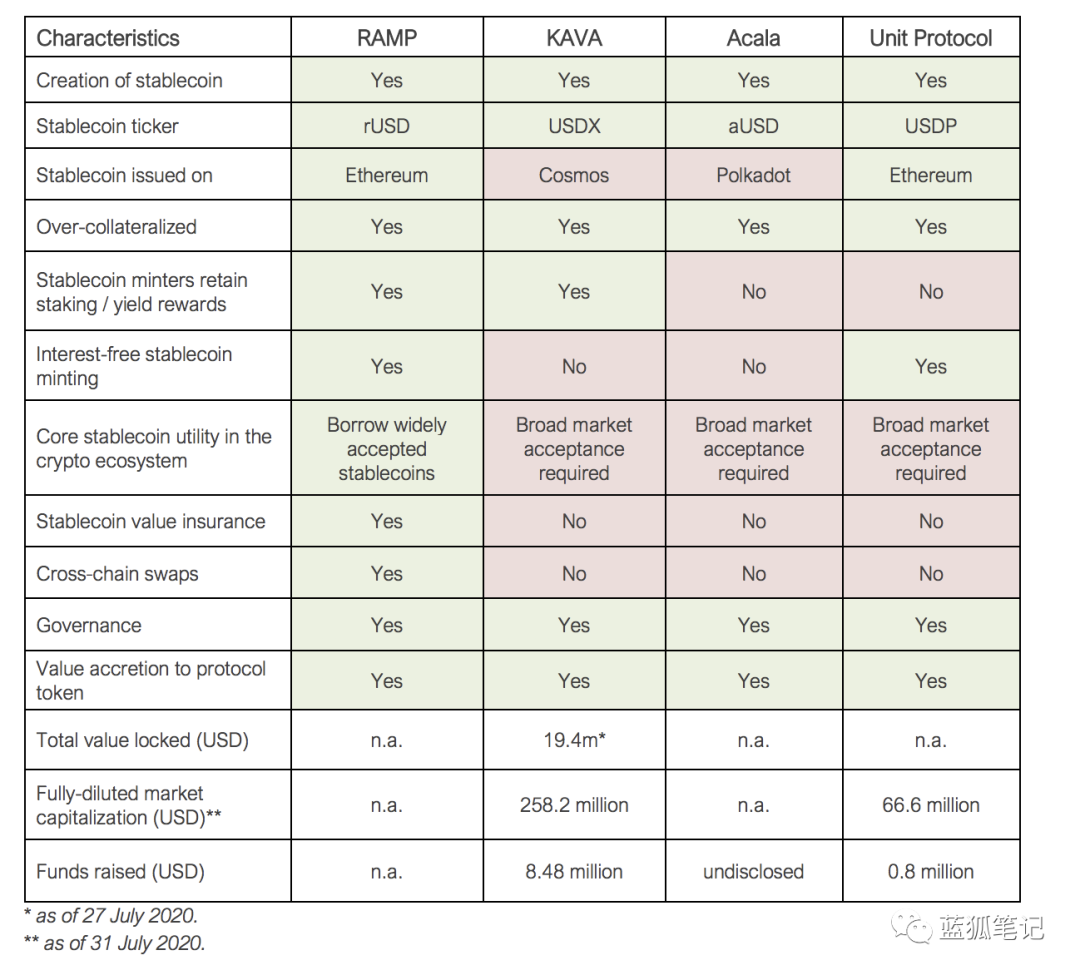 Characteristics RAMP KAVA Acala Unit Protocol
Creation of stablecoin Yes Yes Yes Yes
Stablecoin ticker rUSD USDX aUSD USDP
Stablecoin issued on Ethereum Cosmos Polkadot Ethereum
Over-collateralized Yes Yes Yes Yes
Stablecoin minters retain
staking / yield rewards Yes Yes No No
Interest-free stablecoin
minting Yes No No Yes
Core stablecoin utility in the
crypto ecosystem
Borrow widely
accepted
stablecoins
Broad market
acceptance
required
Broad market
acceptance
required
Broad market
acceptance
required
Stablecoin value insurance Yes No No No
Cross-chain swaps Yes No No No
Governance Yes Yes Yes Yes
Value accretion to protocol
token Yes Yes Yes Yes
Total value locked (USD) n.a. 19.4m* n.a. n.a.
Fully-diluted market
capitalization (USD)** n.a. 258.2 million n.a. 66.6 million
Funds raised (USD) n.a. 8.48 million undisclosed 0.8 million
* as of 27 July 2020.
** as of 31 July 2020.
蓝狐笔记